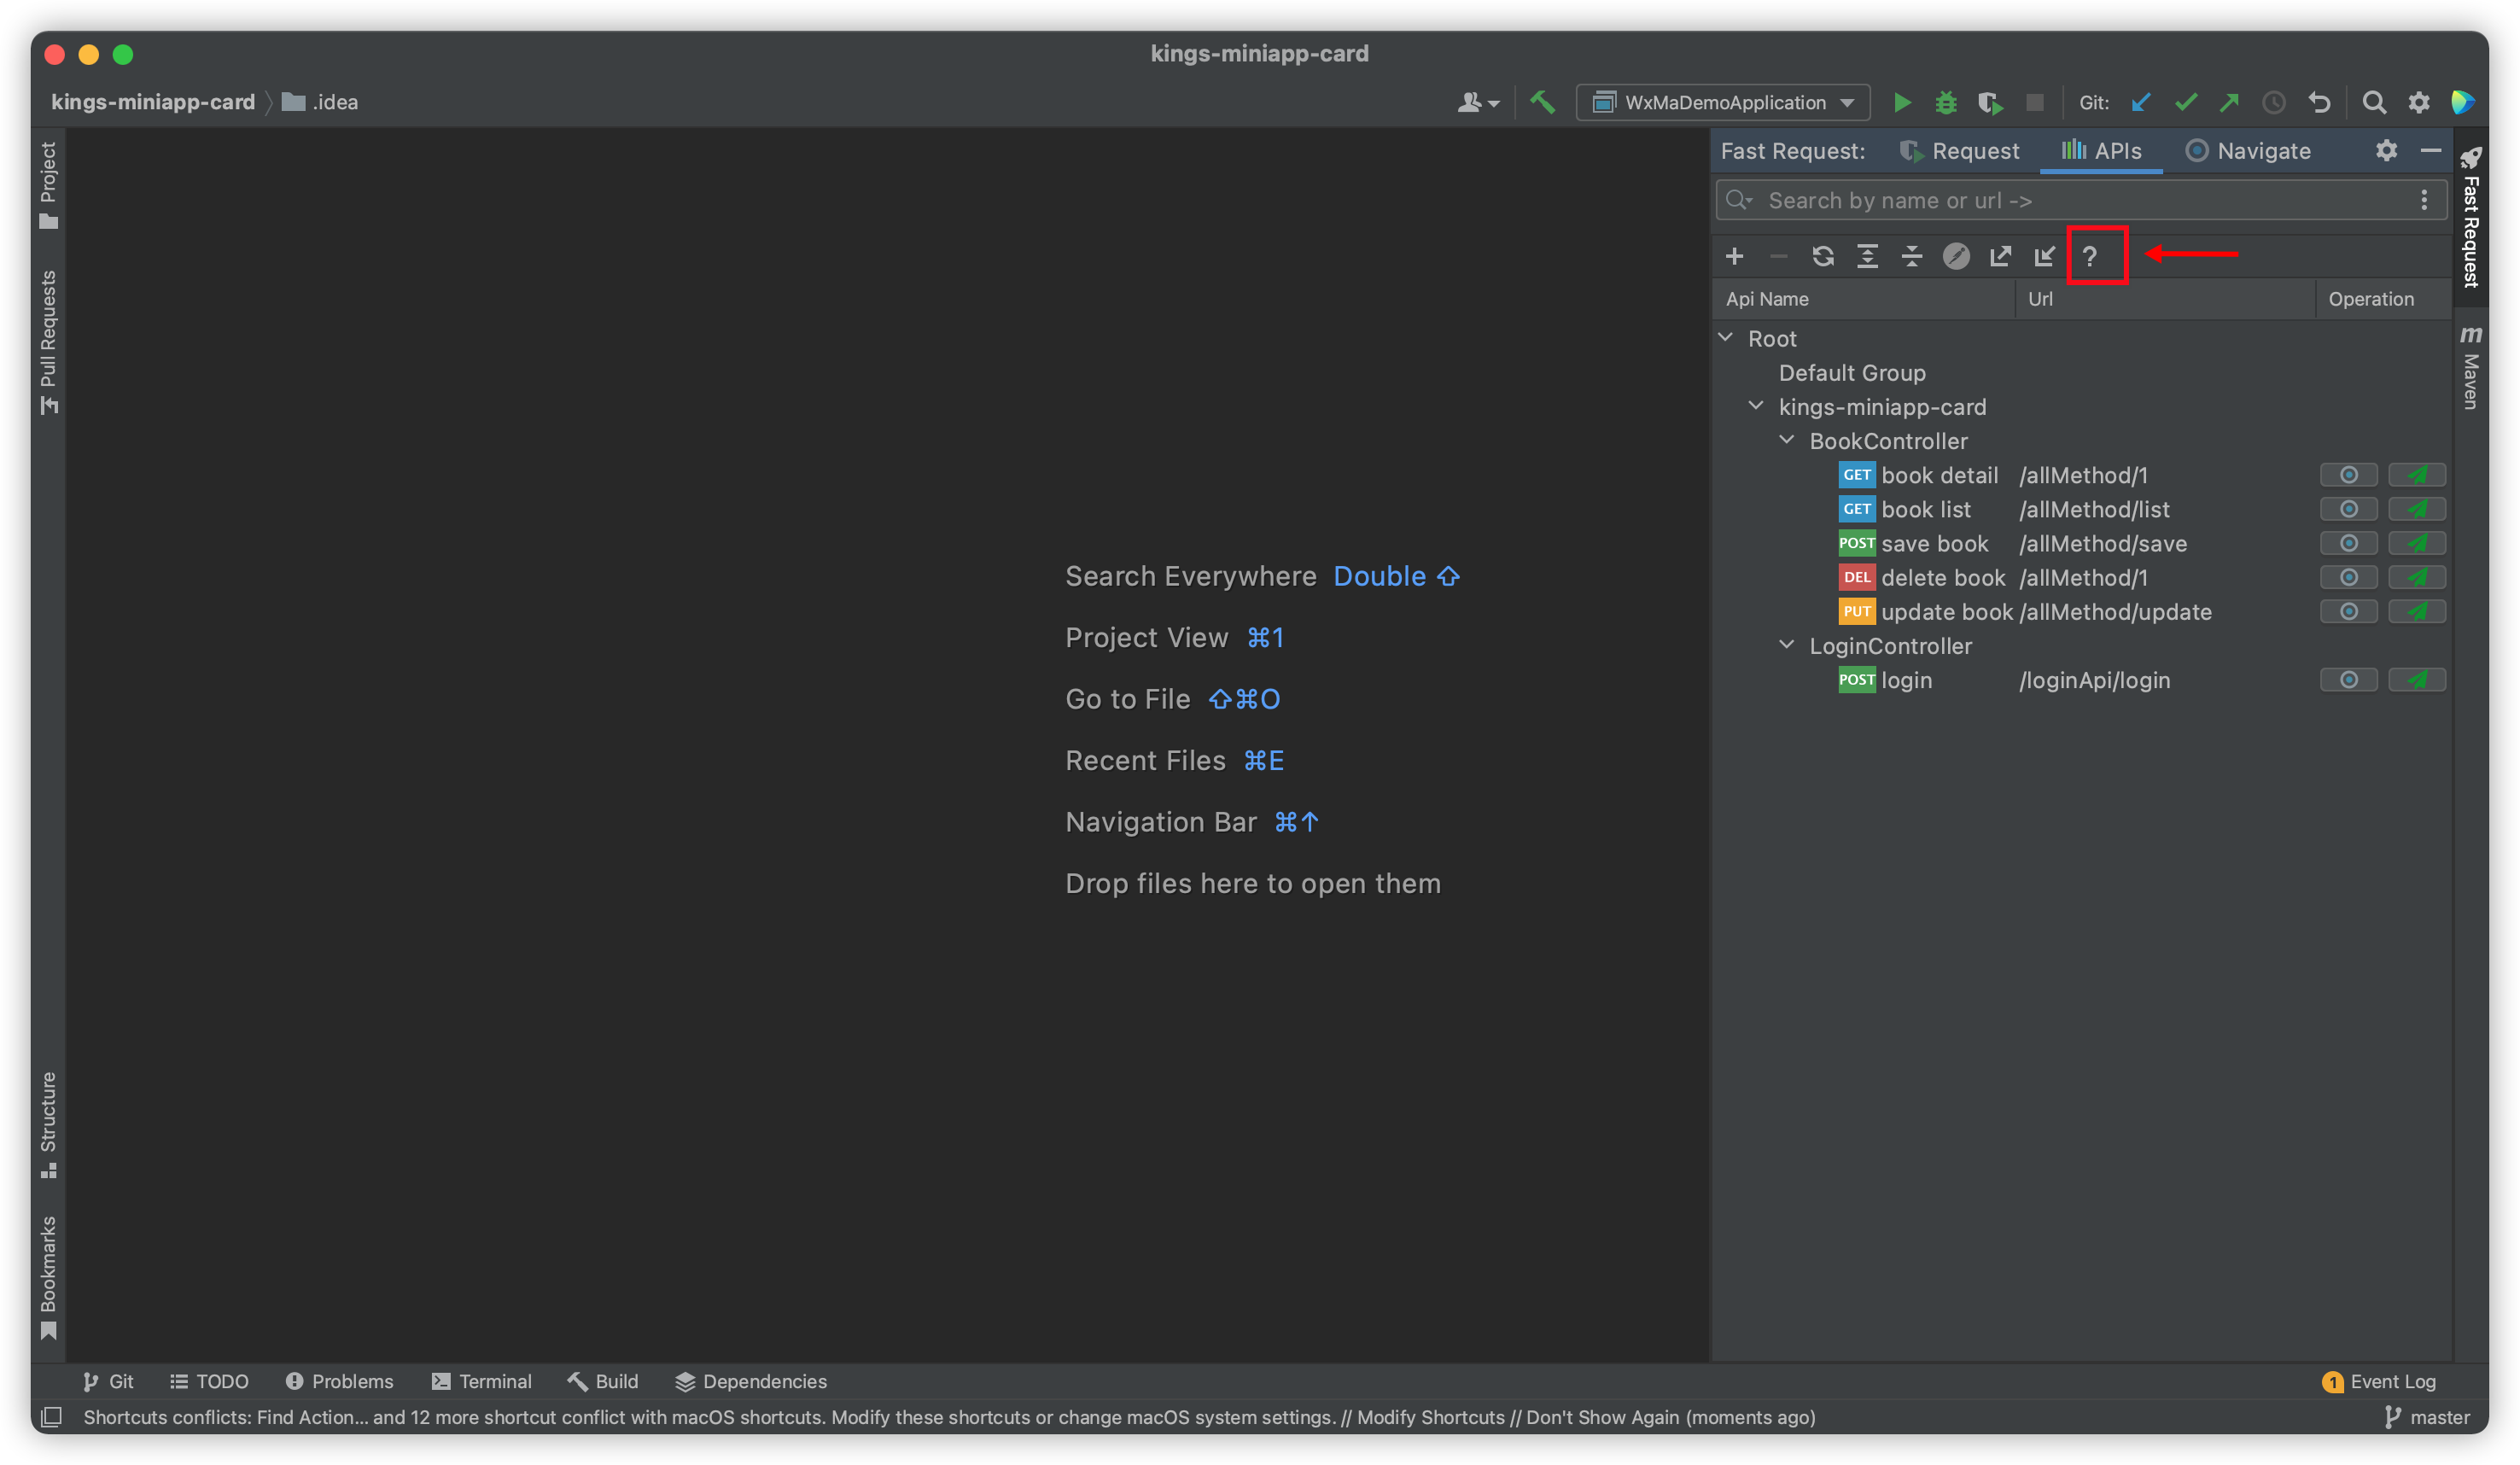 kings-miniapp-card
kings-miniapp-card .idea
WxMaDemoApplication
Git:
Project
Pull Requests
Structure
Bookmarks
Search Everywhere Double ⇧
Project View ⌘1
Go to File ⇧⌘O
Recent Files ⌘E
Navigation Bar ⌘↑
Drop files here to open them
Fast Request: Request APIs Navigate
Search by name or url ->
?
Api Name Url Operation
Root
Default Group
kings-miniapp-card
BookController
GET book detail /allMethod/1
GET book list /allMethod/list
POST save book /allMethod/save
DEL delete book /allMethod/1
PUT update book /allMethod/update
LoginController
POST login /loginApi/login
Fast Request
m Maven
Git TODO Problems Terminal Build Dependencies
1 Event Log
Shortcuts conflicts: Find Action... and 12 more shortcut conflict with macOS shortcuts. Modify these shortcuts or change macOS system settings. // Modify Shortcuts // Don't Show Again (moments ago)
master